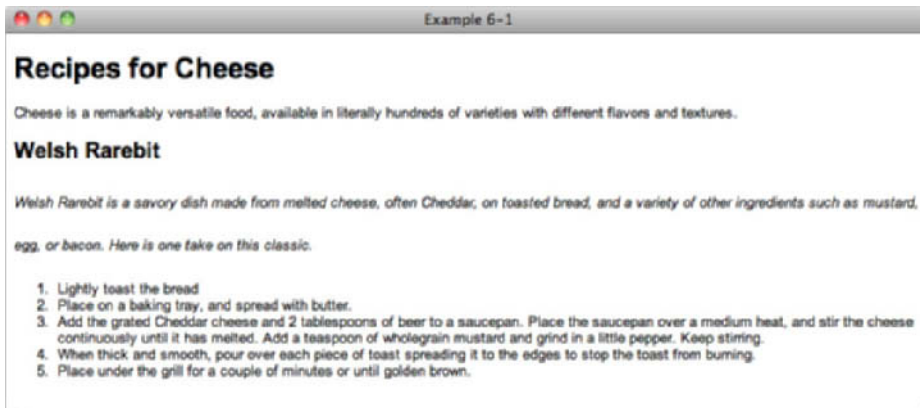 Example 6-1
Recipes for Cheese
Cheese is a remarkably versatile food, available in literally hundreds of varieties with different flavors and textures.
Welsh Rarebit
Welsh Rarebit is a savory dish made from melted cheese, often Cheddar, on toasted bread, and a variety of other ingredients such as mustard,
egg, or bacon. Here is one take on this classic.
1. Lightly toast the bread
2. Place on a baking tray, and spread with butter.
3. Add the grated Cheddar cheese and 2 tablespoons of beer to a saucepan. Place the saucepan over a medium heat, and stir the cheese
continuously until it has melted. Add a teaspoon of wholegrain mustard and grind in a little pepper. Keep stirring.
4. When thick and smooth, pour over each piece of toast spreading it to the edges to stop the toast from burning.
5. Place under the grill for a couple of minutes or until golden brown.